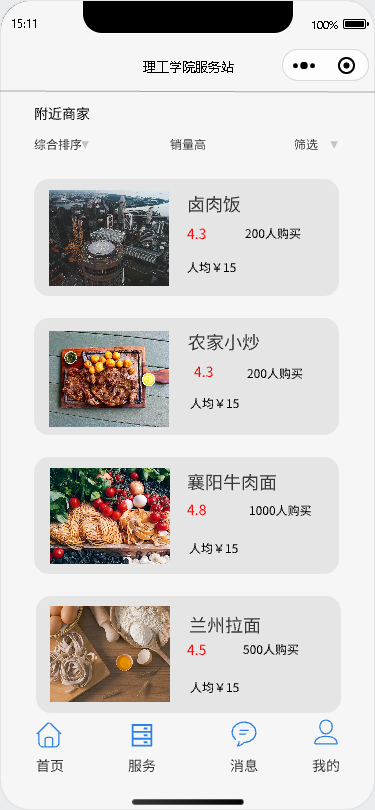 15:11 100%
理工学院服务站
附近商家
综合排序 销量高 筛选
卤肉饭
4.3 200人购买
人均￥15
农家小炒
4.3 200人购买
人均￥15
襄阳牛肉面
4.8 1000人购买
人均￥15
兰州拉面
4.5 500人购买
人均￥15
首页 服务 消息 我的